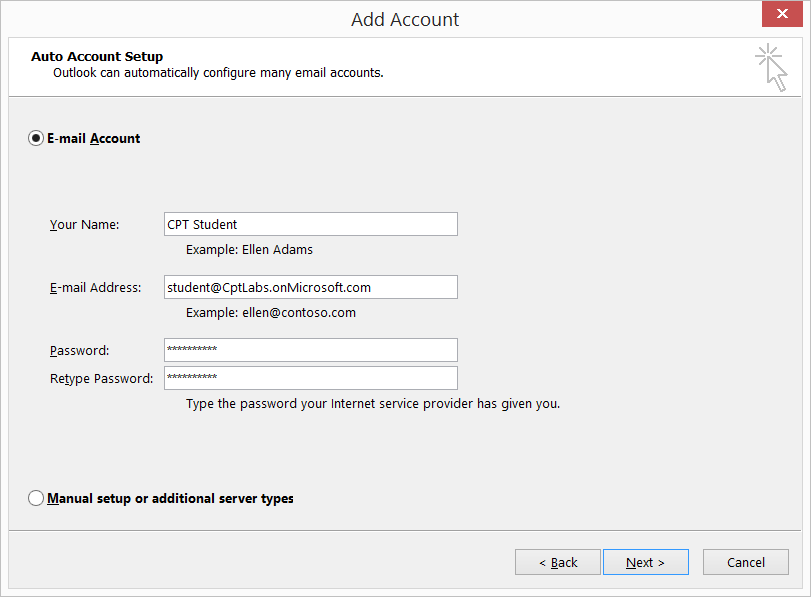 Add Account
Auto Account Setup
Outlook can automatically configure many email accounts.
E-mail Account
Your Name: CPT Student
Example: Ellen Adams
E-mail Address: student@CptLabs.onMicrosoft.com
Example: ellen@contoso.com
Password: **********
Retype Password: **********
Type the password your Internet service provider has given you.
Manual setup or additional server types
< Back Next > Cancel